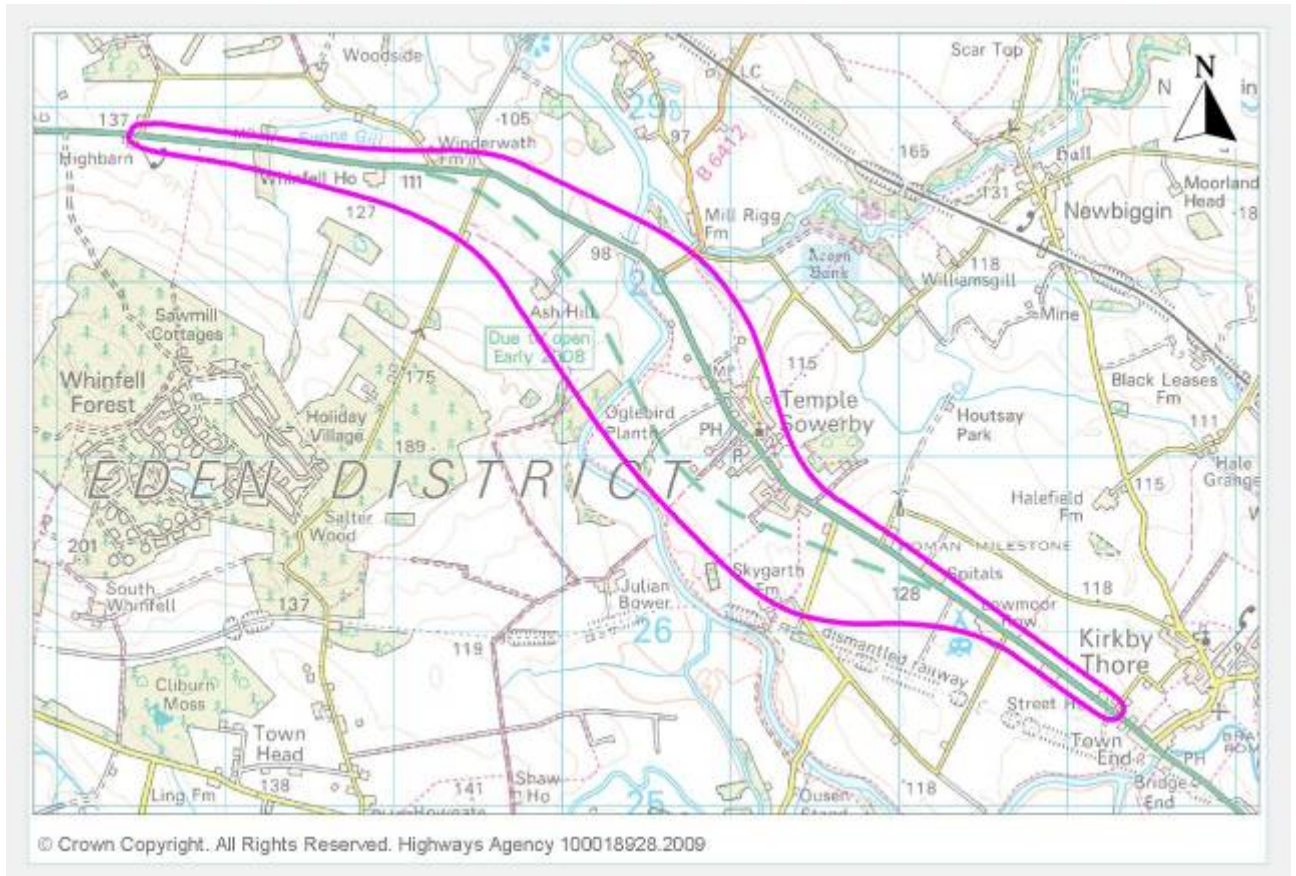 Woodside
Scar Top
N
N
in
LC
29
137
105
97
Highbarn
Winderwath
Fm
B 6412
165
Hall
Whinfell Ho
111
131
Moorland
Head
127
Mill Rigg
Fm
Newbiggin
98
Acorn
Bank
118
Williamsgill
Ash Hill
Mine
Sawmill
Cottages
Due to open
Early 2008
115
Whinfell
Forest
175
Black Leases
Fm
Holiday
Village
Oglebird
Plantn
PH
Temple
Sowerby
Houtsay
Park
111
189
EDEN DISTRICT
Hale
Grange
115
Halefield
Fm
Salter
Wood
201
ROMAN MILESTONE
South
Whinfell
Julian
Bower
Skygarth
Fm
128
Spitals
118
137
Lowmoor
Row
26
119
dismantled railway
Kirkby
Thore
Cliburn
Moss
Street H
Town
Head
Town
End
PH
Bridge
End
Ling Fm
138
141
Shaw
Ho
25
118
© Crown Copyright. All Rights Reserved. Highways Agency 100018928.2009